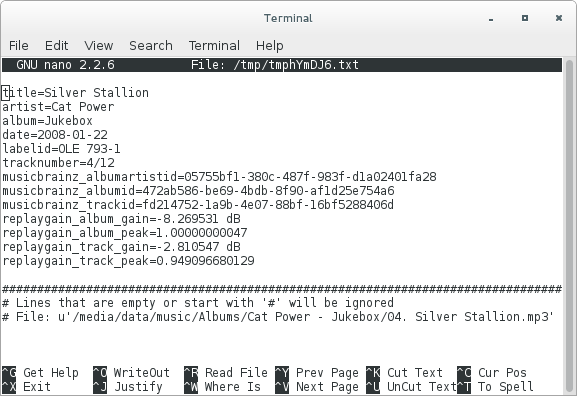 Terminal
File Edit View Search Terminal Help
GNU nano 2.2.6 File: /tmp/tmphYmDJ6.txt
title=Silver Stallion
artist=Cat Power
album=Jukebox
date=2008-01-22
labelid=OLE 793-1
tracknumber=4/12
musicbrainz_albumartistid=05755bf1-380c-487f-983f-d1a02401fa28
musicbrainz_albumid=472ab586-be69-4bdb-8f90-af1d25e754a6
musicbrainz_trackid=fd214752-1a9b-4e07-88bf-16bf5288406d
replaygain_album_gain=-8.269531 dB
replaygain_album_peak=1.00000000047
replaygain_track_gain=-2.810547 dB
replaygain_track_peak=0.949096680129
################################################################################
# Lines that are empty or start with '#' will be ignored
# File: u'/media/data/music/Albums/Cat Power - Jukebox/04. Silver Stallion.mp3'
^G Get Help ^O WriteOut ^R Read File ^Y Prev Page ^K Cut Text ^C Cur Pos
^X Exit ^J Justify ^W Where Is ^V Next Page ^U UnCut Text ^T To Spell